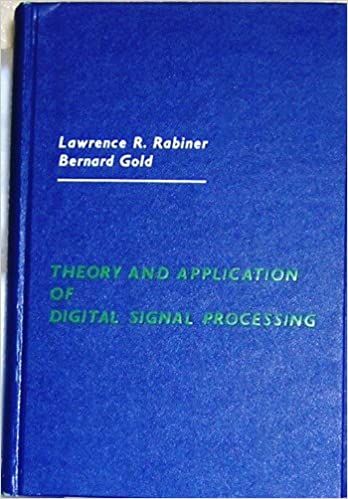 Lawrence R. Rabiner
Bernard Gold
THEORY AND APPLICATION
OF
DIGITAL SIGNAL PROCESSING